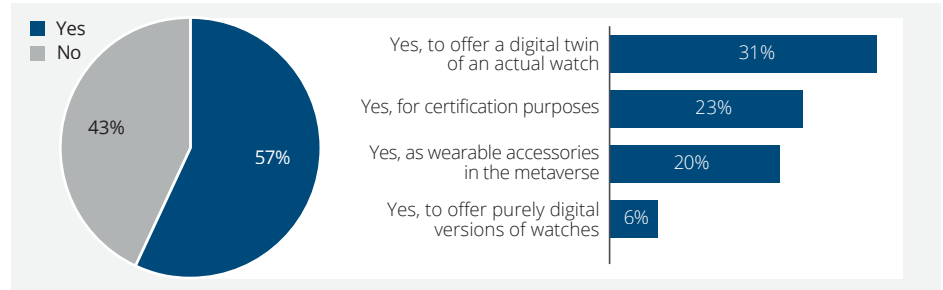 Yes
No
43%
57%
Yes, to offer a digital twin
of an actual watch
31%
Yes, for certification purposes
23%
Yes, as wearable accessories
in the metaverse
20%
Yes, to offer purely digital
versions of watches
6%